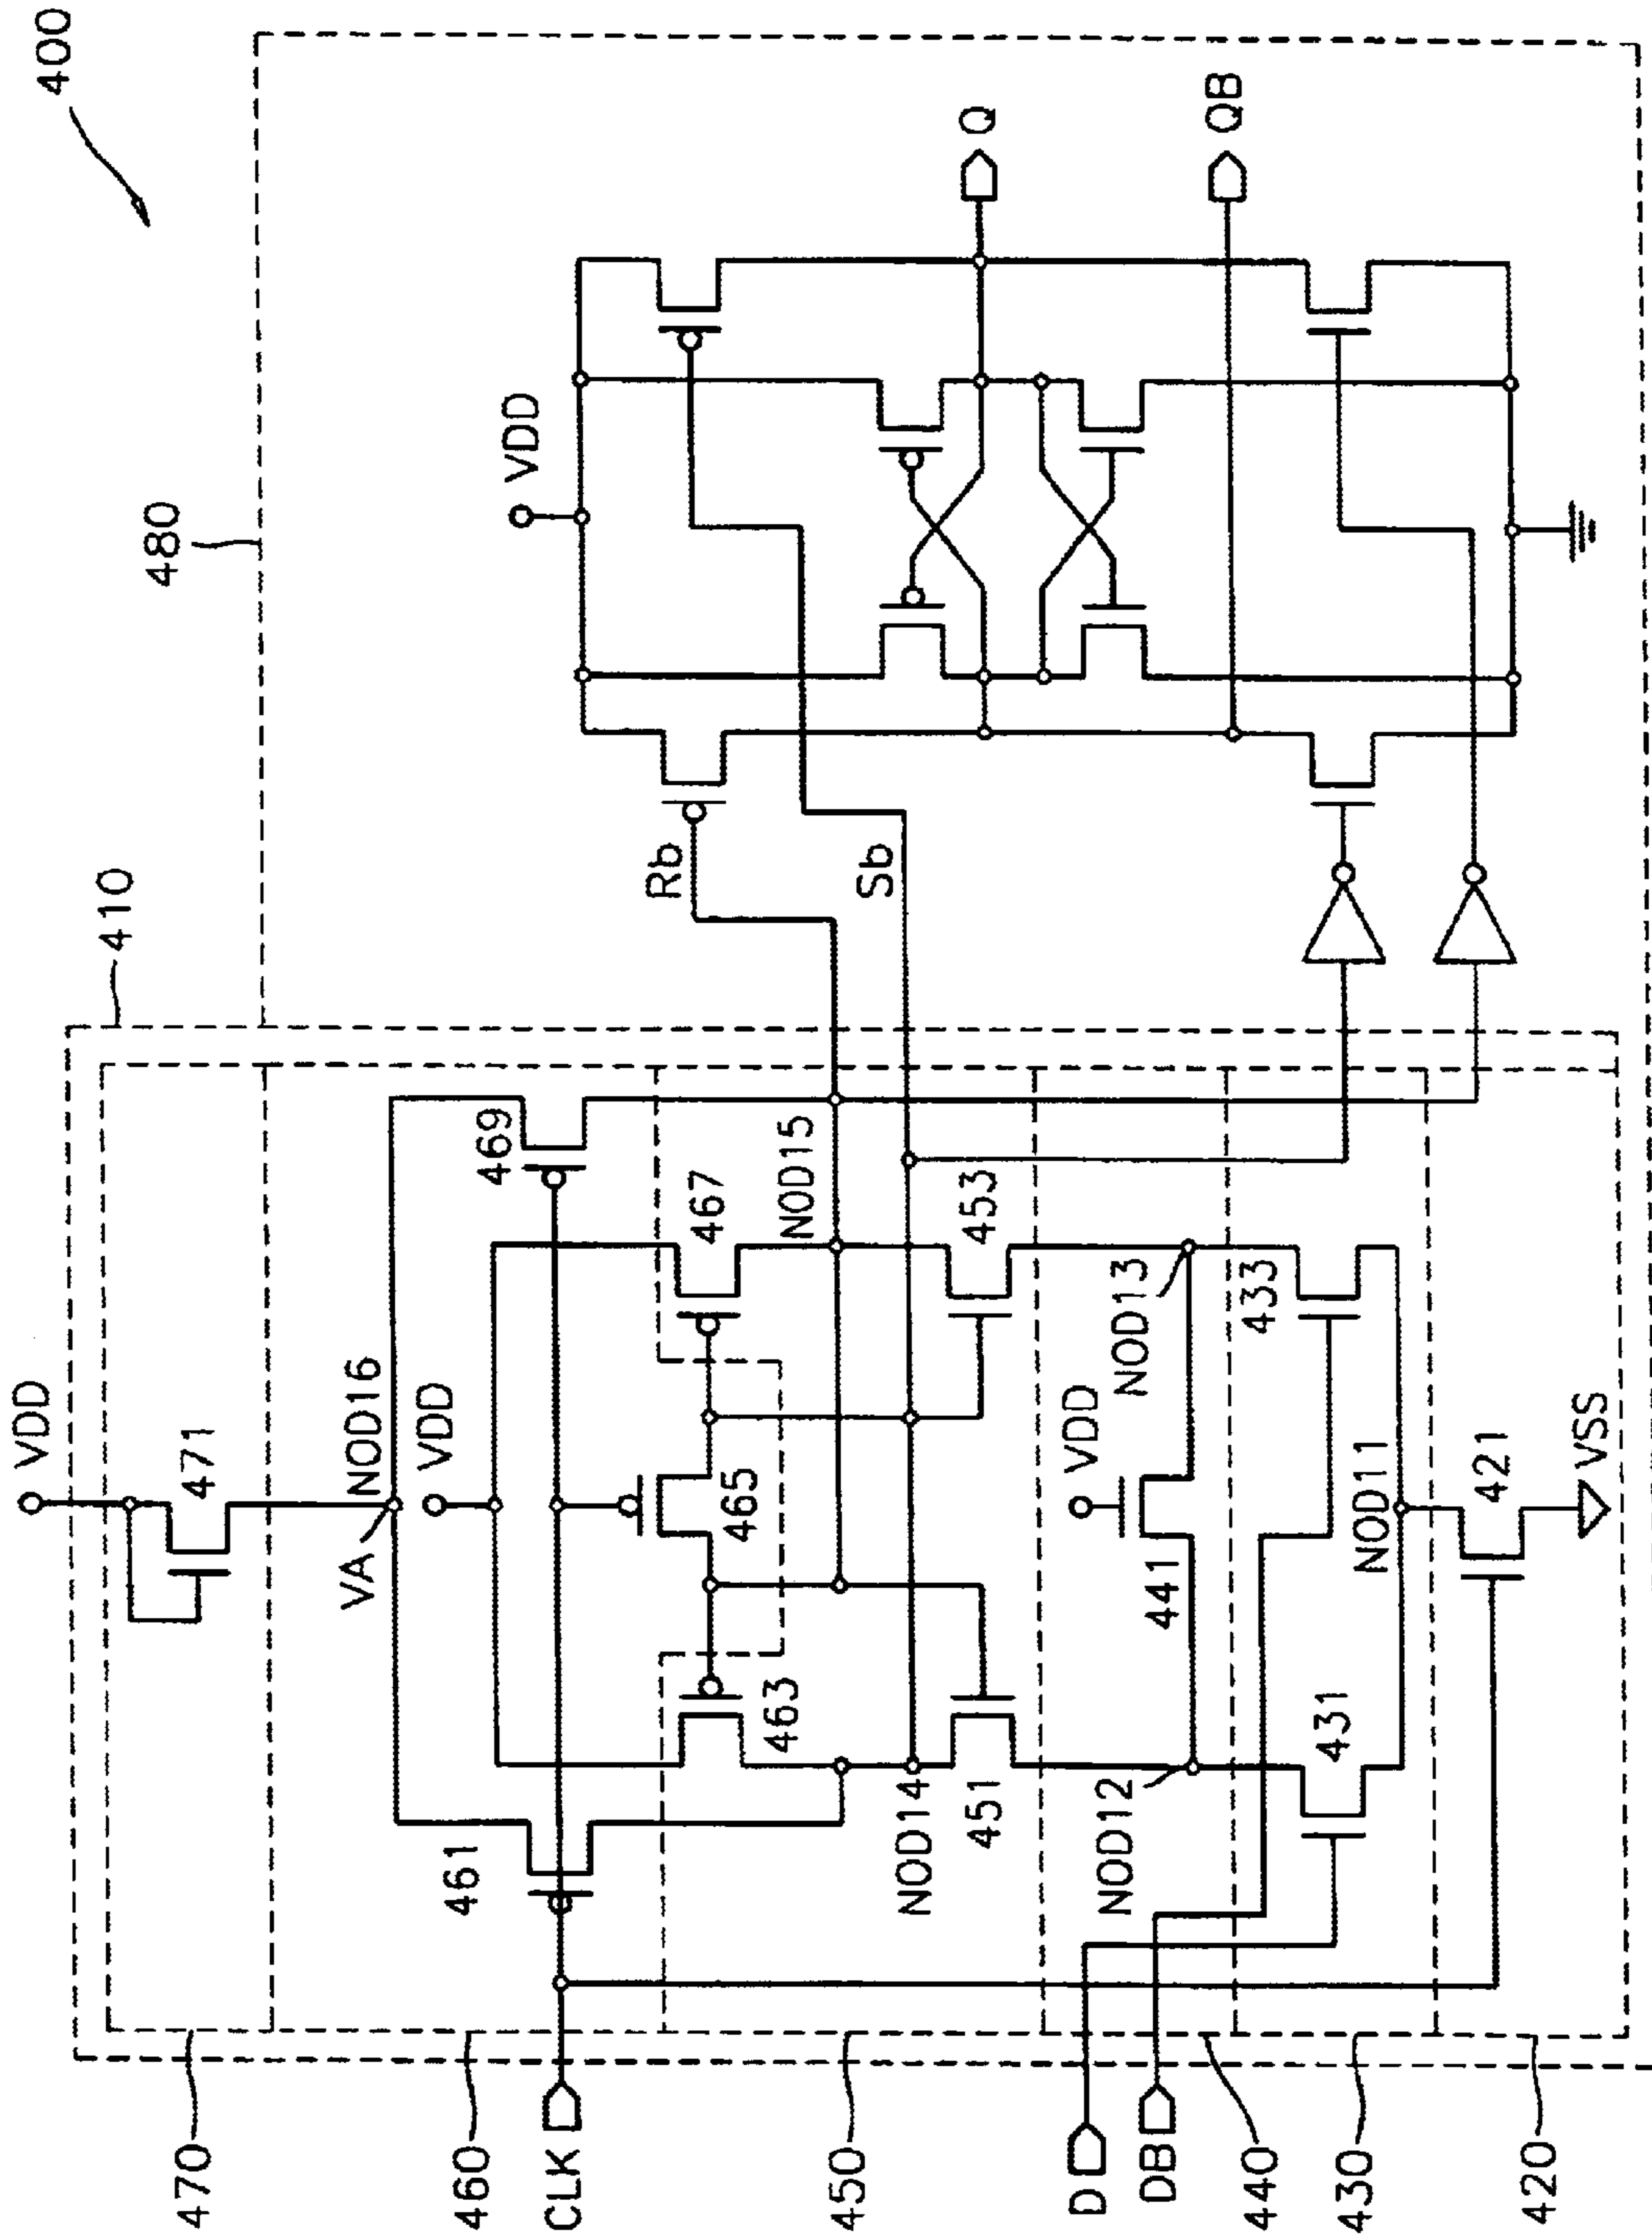 400
480
410
VDD
471
NOD16
VA
VDD
469
461
467
465
463
NOD15
NOD14
451
453
VDD
441
NOD13
NOD12
433
431
NOD11
421
VSS
Rb
Sb
VDD
Q
QB
470
460
CLK
450
D
DB
440
430
420